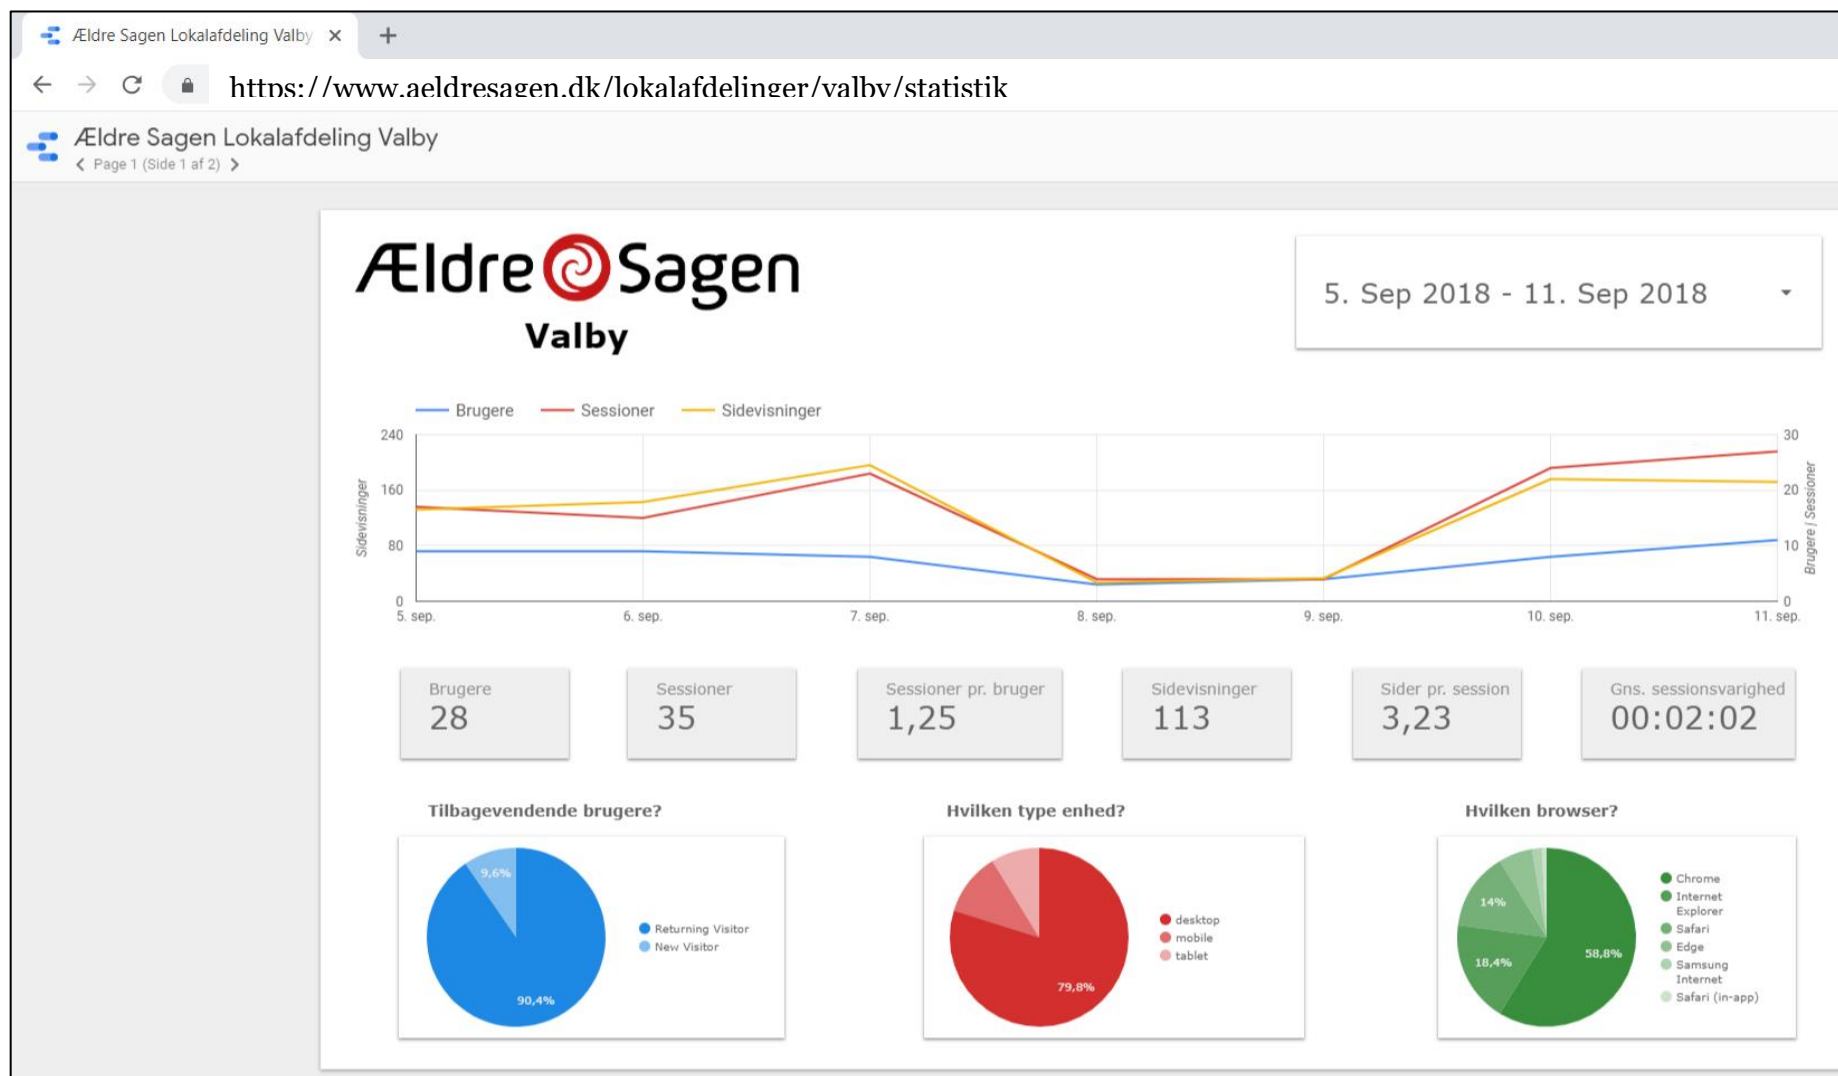 Ældre Sagen Lokalafdeling Valby
https://www.aeldresagen.dk/lokalafdelinger/valby/statistik
Ældre Sagen Lokalafdeling Valby
Page 1 (Side 1 af 2)
Ældre Sagen
Valby
5. Sep 2018 - 11. Sep 2018
Brugere Sessioner Sidevisninger
240 30
160 20
80 10
0 0
Sidevisninger
Brugere | Sessioner
5. sep. 6. sep. 7. sep. 8. sep. 9. sep. 10. sep. 11. sep.
Brugere Sessioner Sessioner pr. bruger Sidevisninger Sider pr. session Gns. sessionsvarighed
28 35 1,25 113 3,23 00:02:02
Tilbagevendende brugere? Hvilken type enhed? Hvilken browser?
9,6%
90,4%
Returning Visitor
New Visitor
79,8%
desktop
mobile
tablet
14%
18,4%
58,8%
Chrome
Internet
Explorer
Safari
Edge
Samsung
Internet
Safari (in-app)